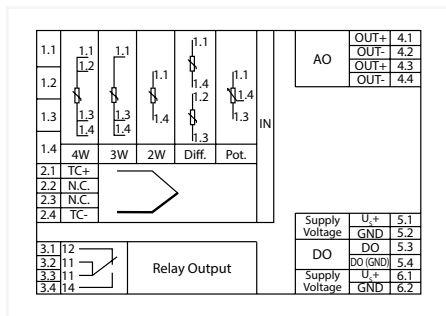 1.1
1.2
1.3
1.4
1.1
1.2
1.3
1.4
4W
1.1
1.3
1.4
3W
1.1
1.4
2W
1.1
1.4
1.2
1.3
Diff.
1.1
1.4
1.3
Pot.
IN
2.1 TC+
2.2 N.C.
2.3 N.C.
2.4 TC-
3.1 12
3.2 11
3.3 11
3.4 14
Relay Output
AO
OUT+ 4.1
OUT- 4.2
OUT+ 4.3
OUT- 4.4
Supply Voltage
Us+ 5.1
GND 5.2
DO
DO 5.3
DO (GND) 5.4
Supply Voltage
Us+ 6.1
GND 6.2